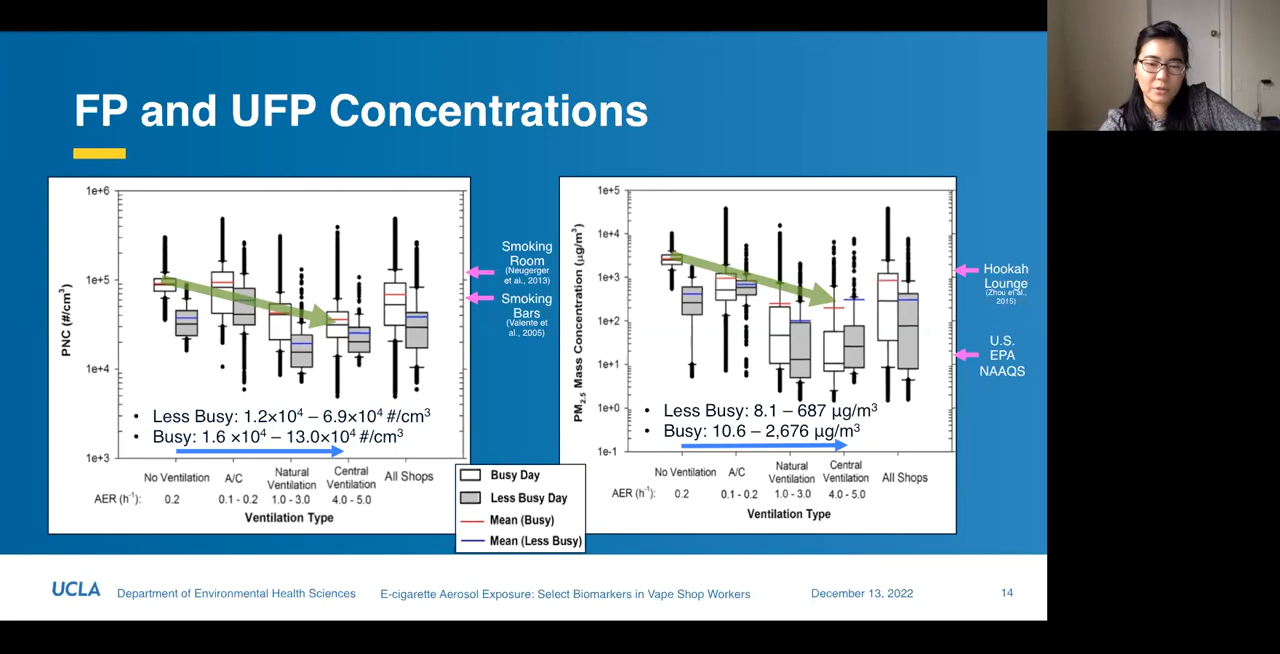 FP and UFP Concentrations
1e+6
1e+5
1e+4
1e+3
PNC (#/cm³)
• Less Busy: 1.2×10⁴ – 6.9×10⁴ #/cm³
• Busy: 1.6 ×10⁴ – 13.0×10⁴ #/cm³
No Ventilation
A/C
Natural
Ventilation
Central
Ventilation
All Shops
AER (h⁻¹): 0.2 0.1 - 0.2 1.0 - 3.0 4.0 - 5.0
Ventilation Type
Smoking
Room
(Neugerger
et al., 2013)
Smoking
Bars
(Valente et
al., 2005)
Busy Day
Less Busy Day
Mean (Busy)
Mean (Less Busy)
1e+5
1e+4
1e+3
1e+2
1e+1
1e+0
1e-1
PM₂.₅ Mass Concentration (µg/m³)
• Less Busy: 8.1 – 687 µg/m³
• Busy: 10.6 – 2,676 µg/m³
No Ventilation
A/C
Natural
Ventilation
Central
Ventilation
All Shops
AER (h⁻¹): 0.2 0.1 - 0.2 1.0 - 3.0 4.0 - 5.0
Ventilation Type
Hookah
Lounge
(Zhou et al.,
2015)
U.S.
EPA
NAAQS
UCLA Department of Environmental Health Sciences E-cigarette Aerosol Exposure: Select Biomarkers in Vape Shop Workers December 13, 2022 14